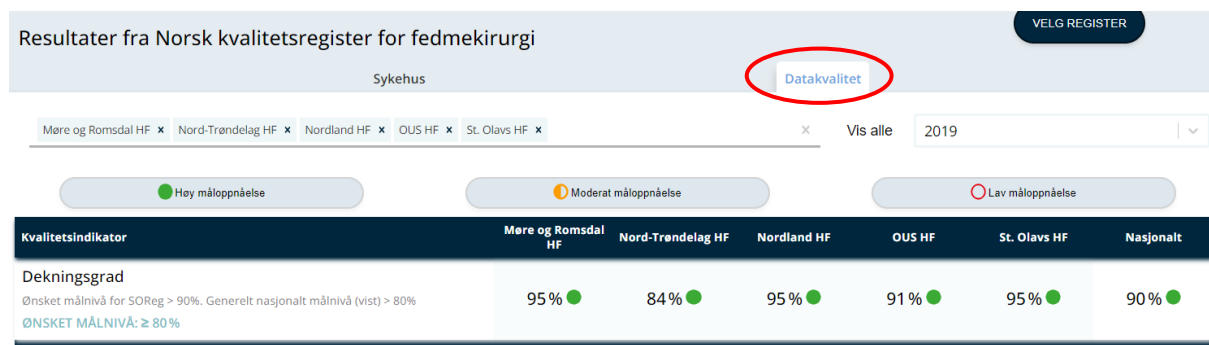 VELG REGISTER
Resultater fra Norsk kvalitetsregister for fedmekirurgi
Sykehus
Datakvalitet
Møre og Romsdal HF × Nord-Trøndelag HF × Nordland HF × OUS HF × St. Olavs HF × ×
Vis alle
2019
Høy måloppnåelse
Moderat måloppnåelse
Lav måloppnåelse
Kvalitetsindikator
Møre og Romsdal
HF
Nord-Trøndelag HF
Nordland HF
OUS HF
St. Olavs HF
Nasjonalt
Dekningsgrad
Ønsket målnivå for SOReg > 90%. Generelt nasjonalt målnivå (vist) > 80%
ØNSKET MÅLNIVÅ: ≥ 80 %
95 %
84 %
95 %
91 %
95 %
90 %